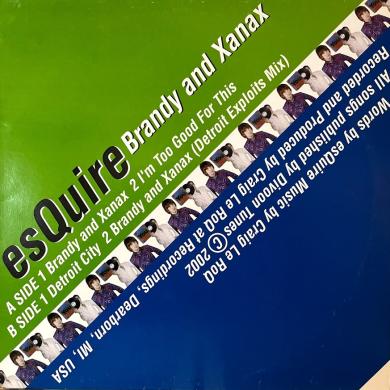 esQuire Brandy and Xanax
A SIDE 1 Brandy and Xanax 2 I'm Too Good For This
B SIDE 1 Detroit City 2 Brandy and Xanax (Detroit Exploits Mix)
Words by esQuire Music by Craig Le RoQ
Recorded and Produced by Craig Le RoQ at Recordings, Dearborn, MI, USA
All songs published by Divon Tunes © 2002